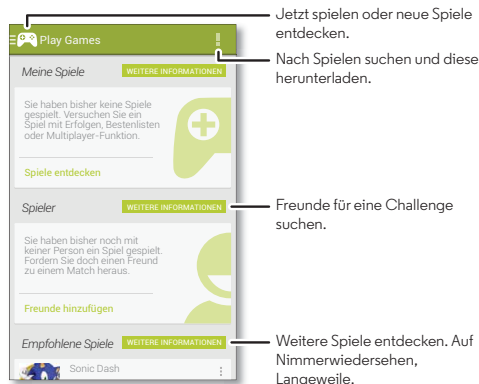 Play Games
Meine Spiele
WEITERE INFORMATIONEN
Sie haben bisher keine Spiele
gespielt. Versuchen Sie ein
Spiel mit Erfolgen, Bestenlisten
oder Multiplayer-Funktion.
Spiele entdecken
Spieler
WEITERE INFORMATIONEN
Sie haben bisher noch mit
keiner Person ein Spiel gespielt.
Fordern Sie doch einen Freund
zu einem Match heraus.
Freunde hinzufügen
Empfohlene Spiele
WEITERE INFORMATIONEN
Sonic Dash
Jetzt spielen oder neue Spiele
entdecken.
Nach Spielen suchen und diese
herunterladen.
Freunde für eine Challenge
suchen.
Weitere Spiele entdecken. Auf
Nimmerwiedersehen,
Langeweile.